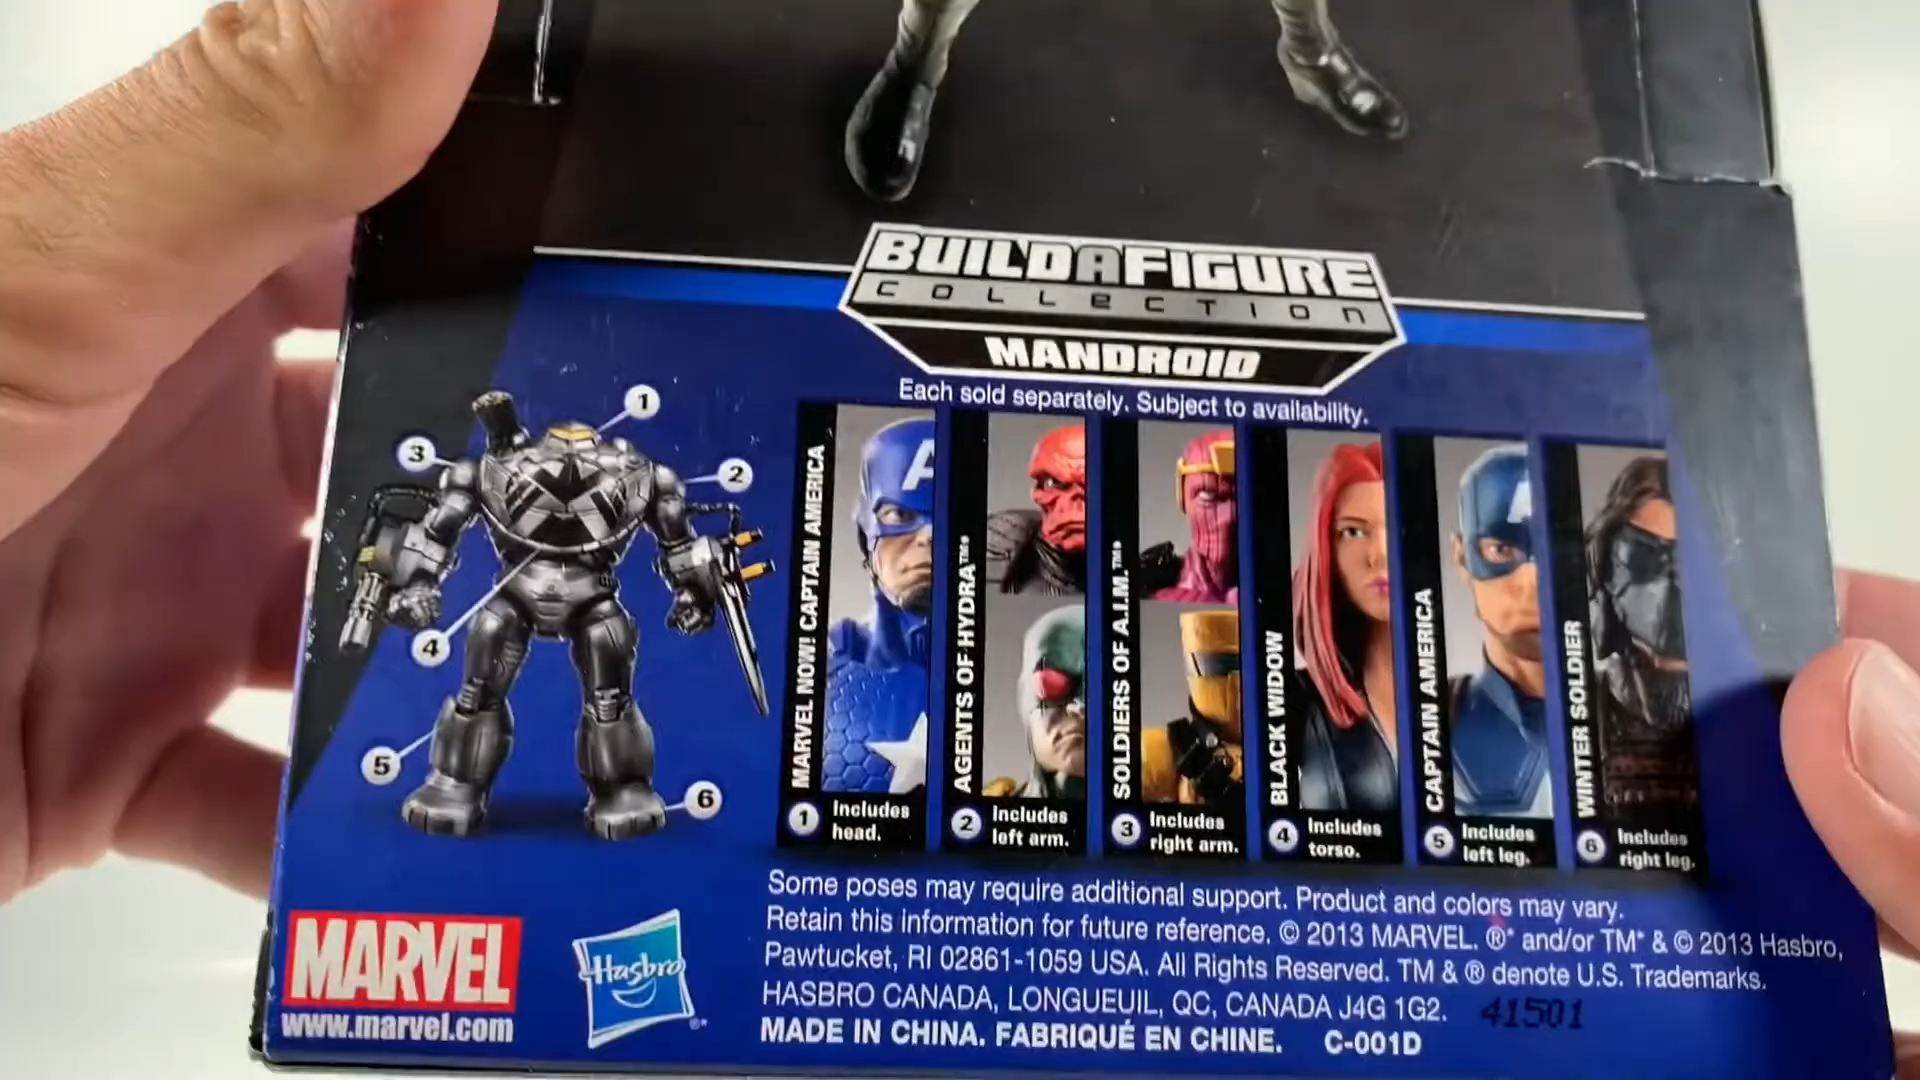 BUILDAFIGURE
COLLECTION
MANDROID
Each sold separately. Subject to availability.
1
2
3
4
5
6
MARVEL NOW! CAPTAIN AMERICA
1 Includes
head.
AGENTS OF HYDRA™*
2 Includes
left arm.
SOLDIERS OF A.I.M.™*
3 Includes
right arm.
BLACK WIDOW
4 Includes
torso.
CAPTAIN AMERICA
A
5 Includes
left leg.
WINTER SOLDIER
6 Includes
right leg.
Some poses may require additional support. Product and colors may vary.
Retain this information for future reference. © 2013 MARVEL. ®* and/or TM* & © 2013 Hasbro,
Pawtucket, RI 02861-1059 USA. All Rights Reserved. TM & ® denote U.S. Trademarks.
HASBRO CANADA, LONGUEUIL, QC, CANADA J4G 1G2. 41501
MADE IN CHINA. FABRIQUÉ EN CHINE. C-001D
MARVEL
www.marvel.com
Hasbro
®*